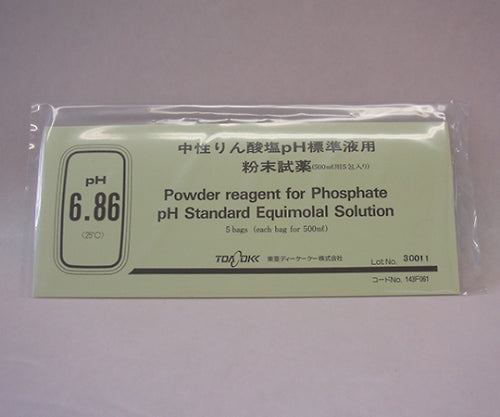 中性りん酸塩pH標準液用
粉末試薬(500ml用5包入り)
pH
6.86
(25℃)
Powder reagent for Phosphate
pH Standard Equimolal Solution
5 bags (each bag for 500ml)
TOADKK 東亜ディーケーケー株式会社
Lot.No. 30011
コードNo. 143F061